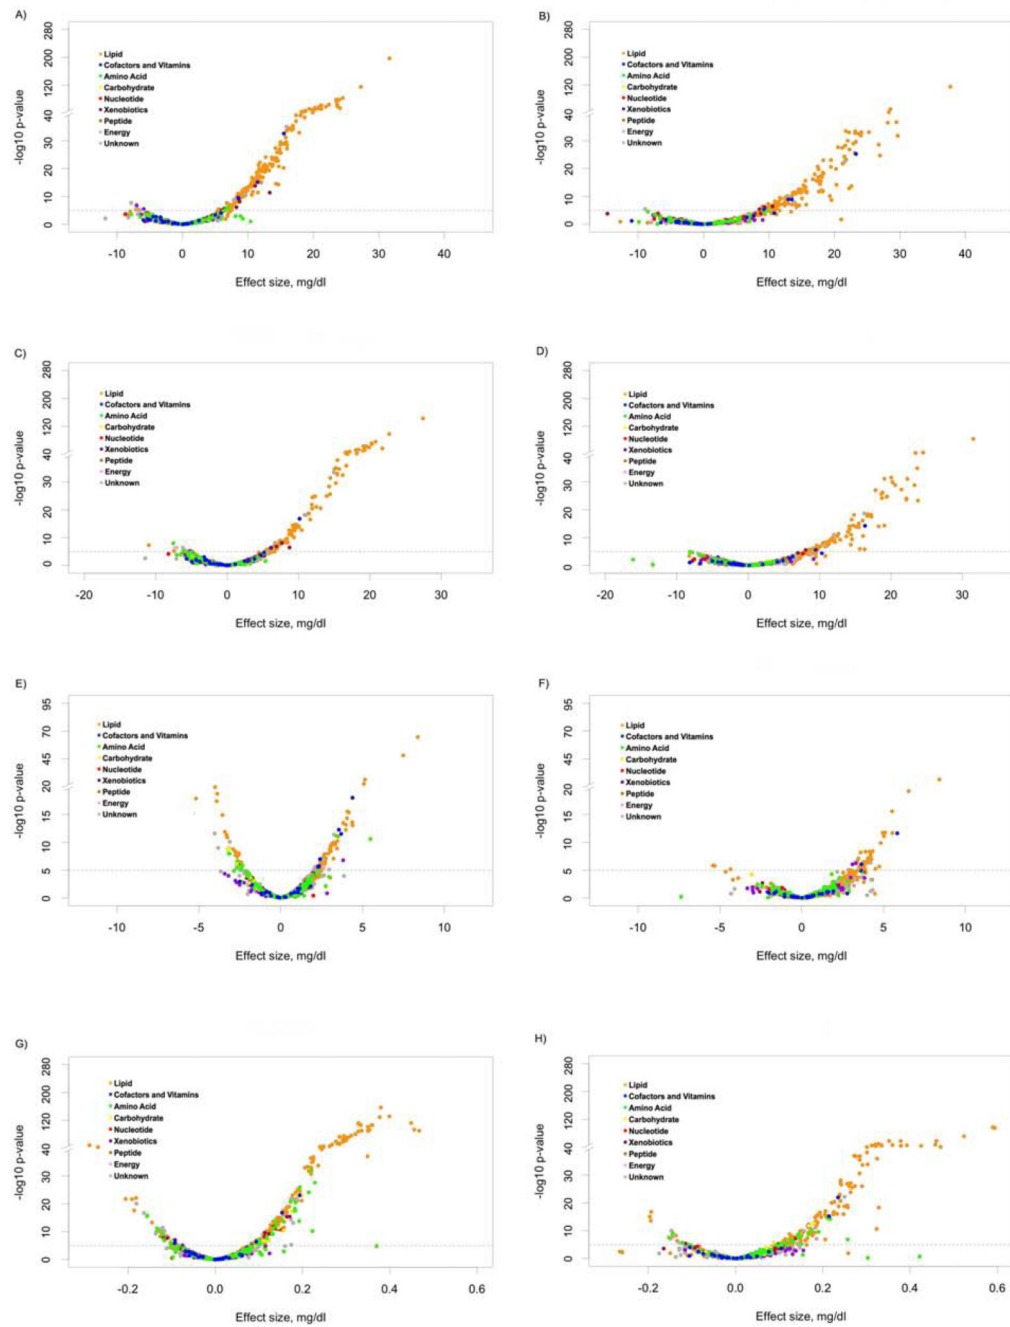 A)
280
200
120
40
30
20
10
0
-log10 p-value
Lipid
Cofactors and Vitamins
Amino Acid
Carbohydrate
Nucleotide
Xenobiotics
Peptide
Energy
Unknown
-10 0 10 20 30 40
Effect size, mg/dl
B)
280
200
120
40
30
20
10
0
-log10 p-value
Lipid
Cofactors and Vitamins
Amino Acid
Carbohydrate
Nucleotide
Xenobiotics
Peptide
Energy
Unknown
-10 0 10 20 30 40
Effect size, mg/dl
C)
280
200
120
40
30
20
10
0
-log10 p-value
Lipid
Cofactors and Vitamins
Amino Acid
Carbohydrate
Nucleotide
Xenobiotics
Peptide
Energy
Unknown
-20 -10 0 10 20 30
Effect size, mg/dl
D)
280
200
120
40
30
20
10
0
-log10 p-value
Lipid
Cofactors and Vitamins
Amino Acid
Carbohydrate
Nucleotide
Xenobiotics
Peptide
Energy
Unknown
-20 -10 0 10 20 30
Effect size, mg/dl
E)
95
70
45
20
15
10
5
0
-log10 p-value
Lipid
Cofactors and Vitamins
Amino Acid
Carbohydrate
Nucleotide
Xenobiotics
Peptide
Energy
Unknown
-10 -5 0 5 10
Effect size, mg/dl
F)
95
70
45
20
15
10
5
0
-log10 p-value
Lipid
Cofactors and Vitamins
Amino Acid
Carbohydrate
Nucleotide
Xenobiotics
Peptide
Energy
Unknown
-10 -5 0 5 10
Effect size, mg/dl
G)
280
200
120
40
30
20
10
0
-log10 p-value
Lipid
Cofactors and Vitamins
Amino Acid
Carbohydrate
Nucleotide
Xenobiotics
Peptide
Energy
Unknown
-0.2 0.0 0.2 0.4 0.6
Effect size, mg/dl
H)
280
200
120
40
30
20
10
0
-log10 p-value
Lipid
Cofactors and Vitamins
Amino Acid
Carbohydrate
Nucleotide
Xenobiotics
Peptide
Energy
Unknown
-0.2 0.0 0.2 0.4 0.6
Effect size, mg/dl